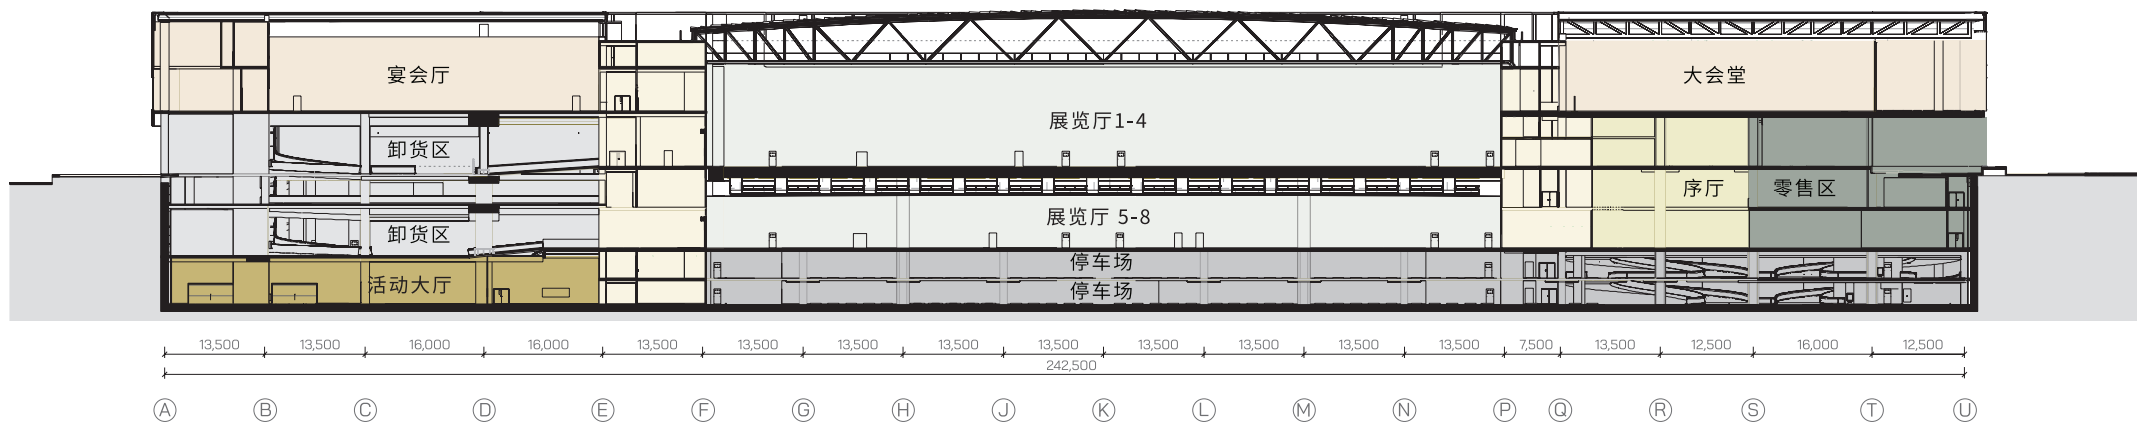 宴会厅
大会堂
展览厅1-4
卸货区
序厅 零售区
展览厅 5-8
卸货区
停车场
活动大厅
停车场
13,500 13,500 16,000 16,000 13,500 13,500 13,500 13,500 13,500 13,500 13,500 13,500 13,500 7,500 13,500 12,500 16,000 12,500
242,500
A B C D E F G H J K L M N P Q R S T U